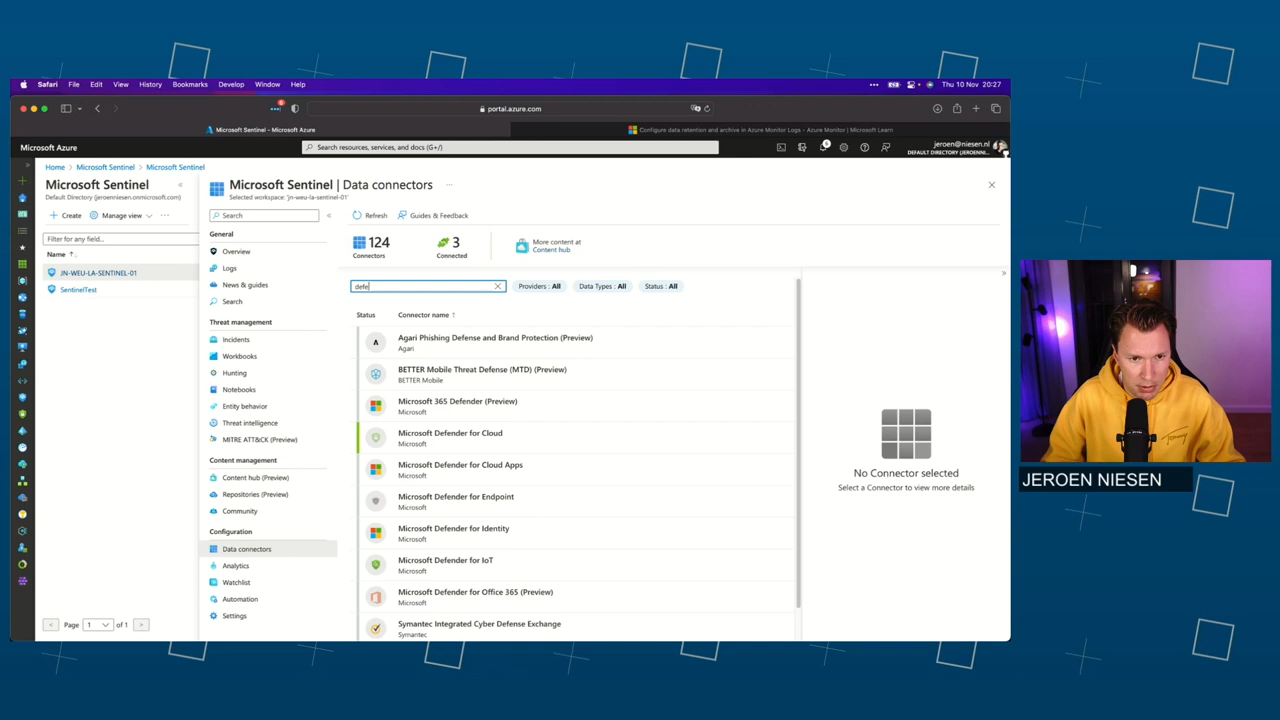 Safari File Edit View History Bookmarks Develop Window Help
Thu 10 Nov 20:27
portal.azure.com
Microsoft Sentinel - Microsoft Azure
Configure data retention and archive in Azure Monitor Logs - Azure Monitor | Microsoft Learn
Microsoft Azure
Search resources, services, and docs (G+/)
jeroen@niesen.nl
DEFAULT DIRECTORY (JEROENNI...
Home > Microsoft Sentinel > Microsoft Sentinel
Microsoft Sentinel
Default Directory (jeroenniesen.onmicrosoft.com)
Create
Manage view
...
Filter for any field...
Name
JN-WEU-LA-SENTINEL-01
SentinelTest
Page 1 of 1
Microsoft Sentinel | Data connectors
...
Selected workspace: 'jn-weu-la-sentinel-01'
Search
General
Overview
Logs
News & guides
Search
Threat management
Incidents
Workbooks
Hunting
Notebooks
Entity behavior
Threat intelligence
MITRE ATT&CK (Preview)
Content management
Content hub (Preview)
Repositories (Preview)
Community
Configuration
Data connectors
Analytics
Watchlist
Automation
Settings
Refresh
Guides & Feedback
124
Connectors
3
Connected
More content at
Content hub
defe
Providers : All
Data Types : All
Status : All
Status
Connector name
Agari Phishing Defense and Brand Protection (Preview)
Agari
BETTER Mobile Threat Defense (MTD) (Preview)
BETTER Mobile
Microsoft 365 Defender (Preview)
Microsoft
Microsoft Defender for Cloud
Microsoft
Microsoft Defender for Cloud Apps
Microsoft
Microsoft Defender for Endpoint
Microsoft
Microsoft Defender for Identity
Microsoft
Microsoft Defender for IoT
Microsoft
Microsoft Defender for Office 365 (Preview)
Microsoft
Symantec Integrated Cyber Defense Exchange
Symantec
No Connector selected
Select a Connector to view more details
JEROEN NIESEN